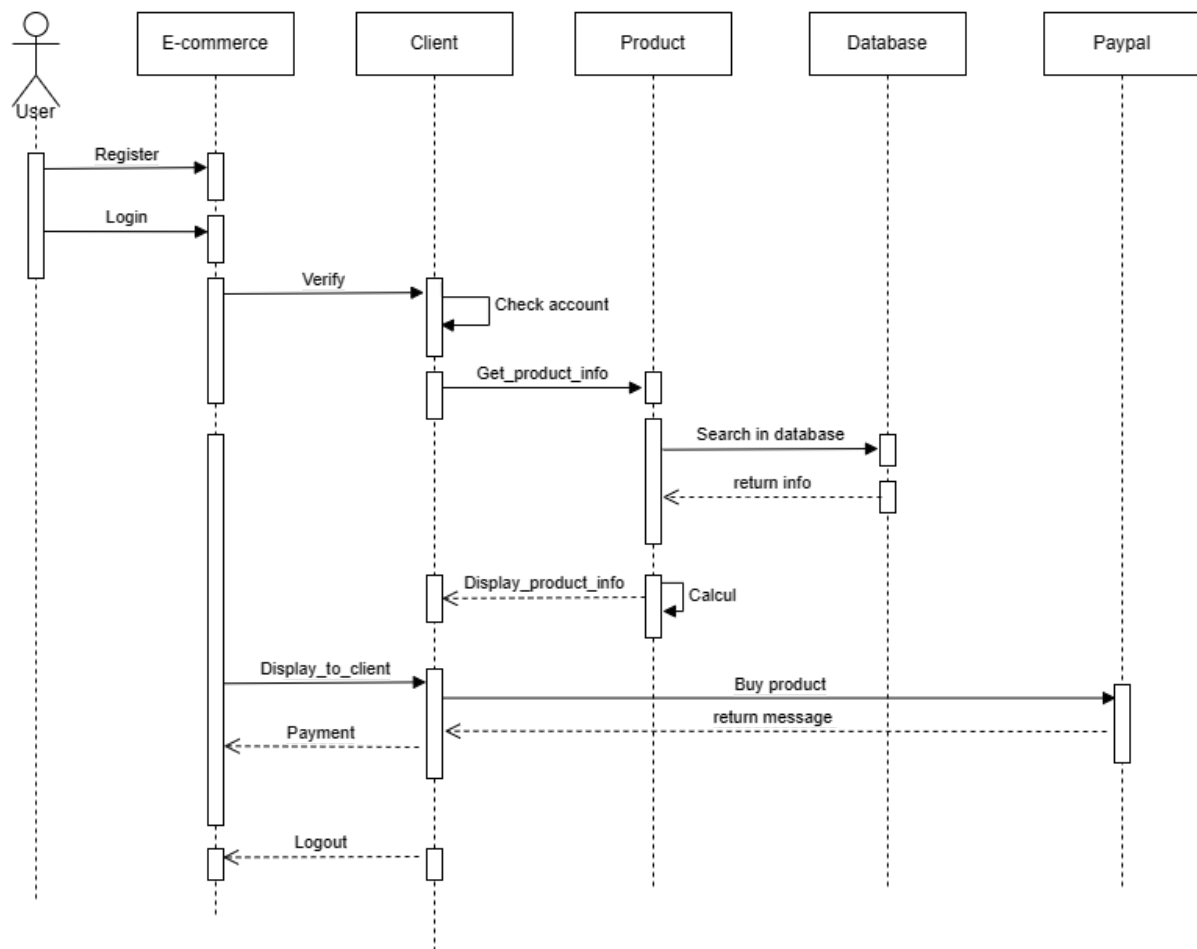 E-commerce
Client
Product
Database
Paypal
User
Register
Login
Verify
Check account
Get_product_info
Search in database
return info
Display_product_info
Calcul
Display_to_client
Buy product
return message
Payment
Logout